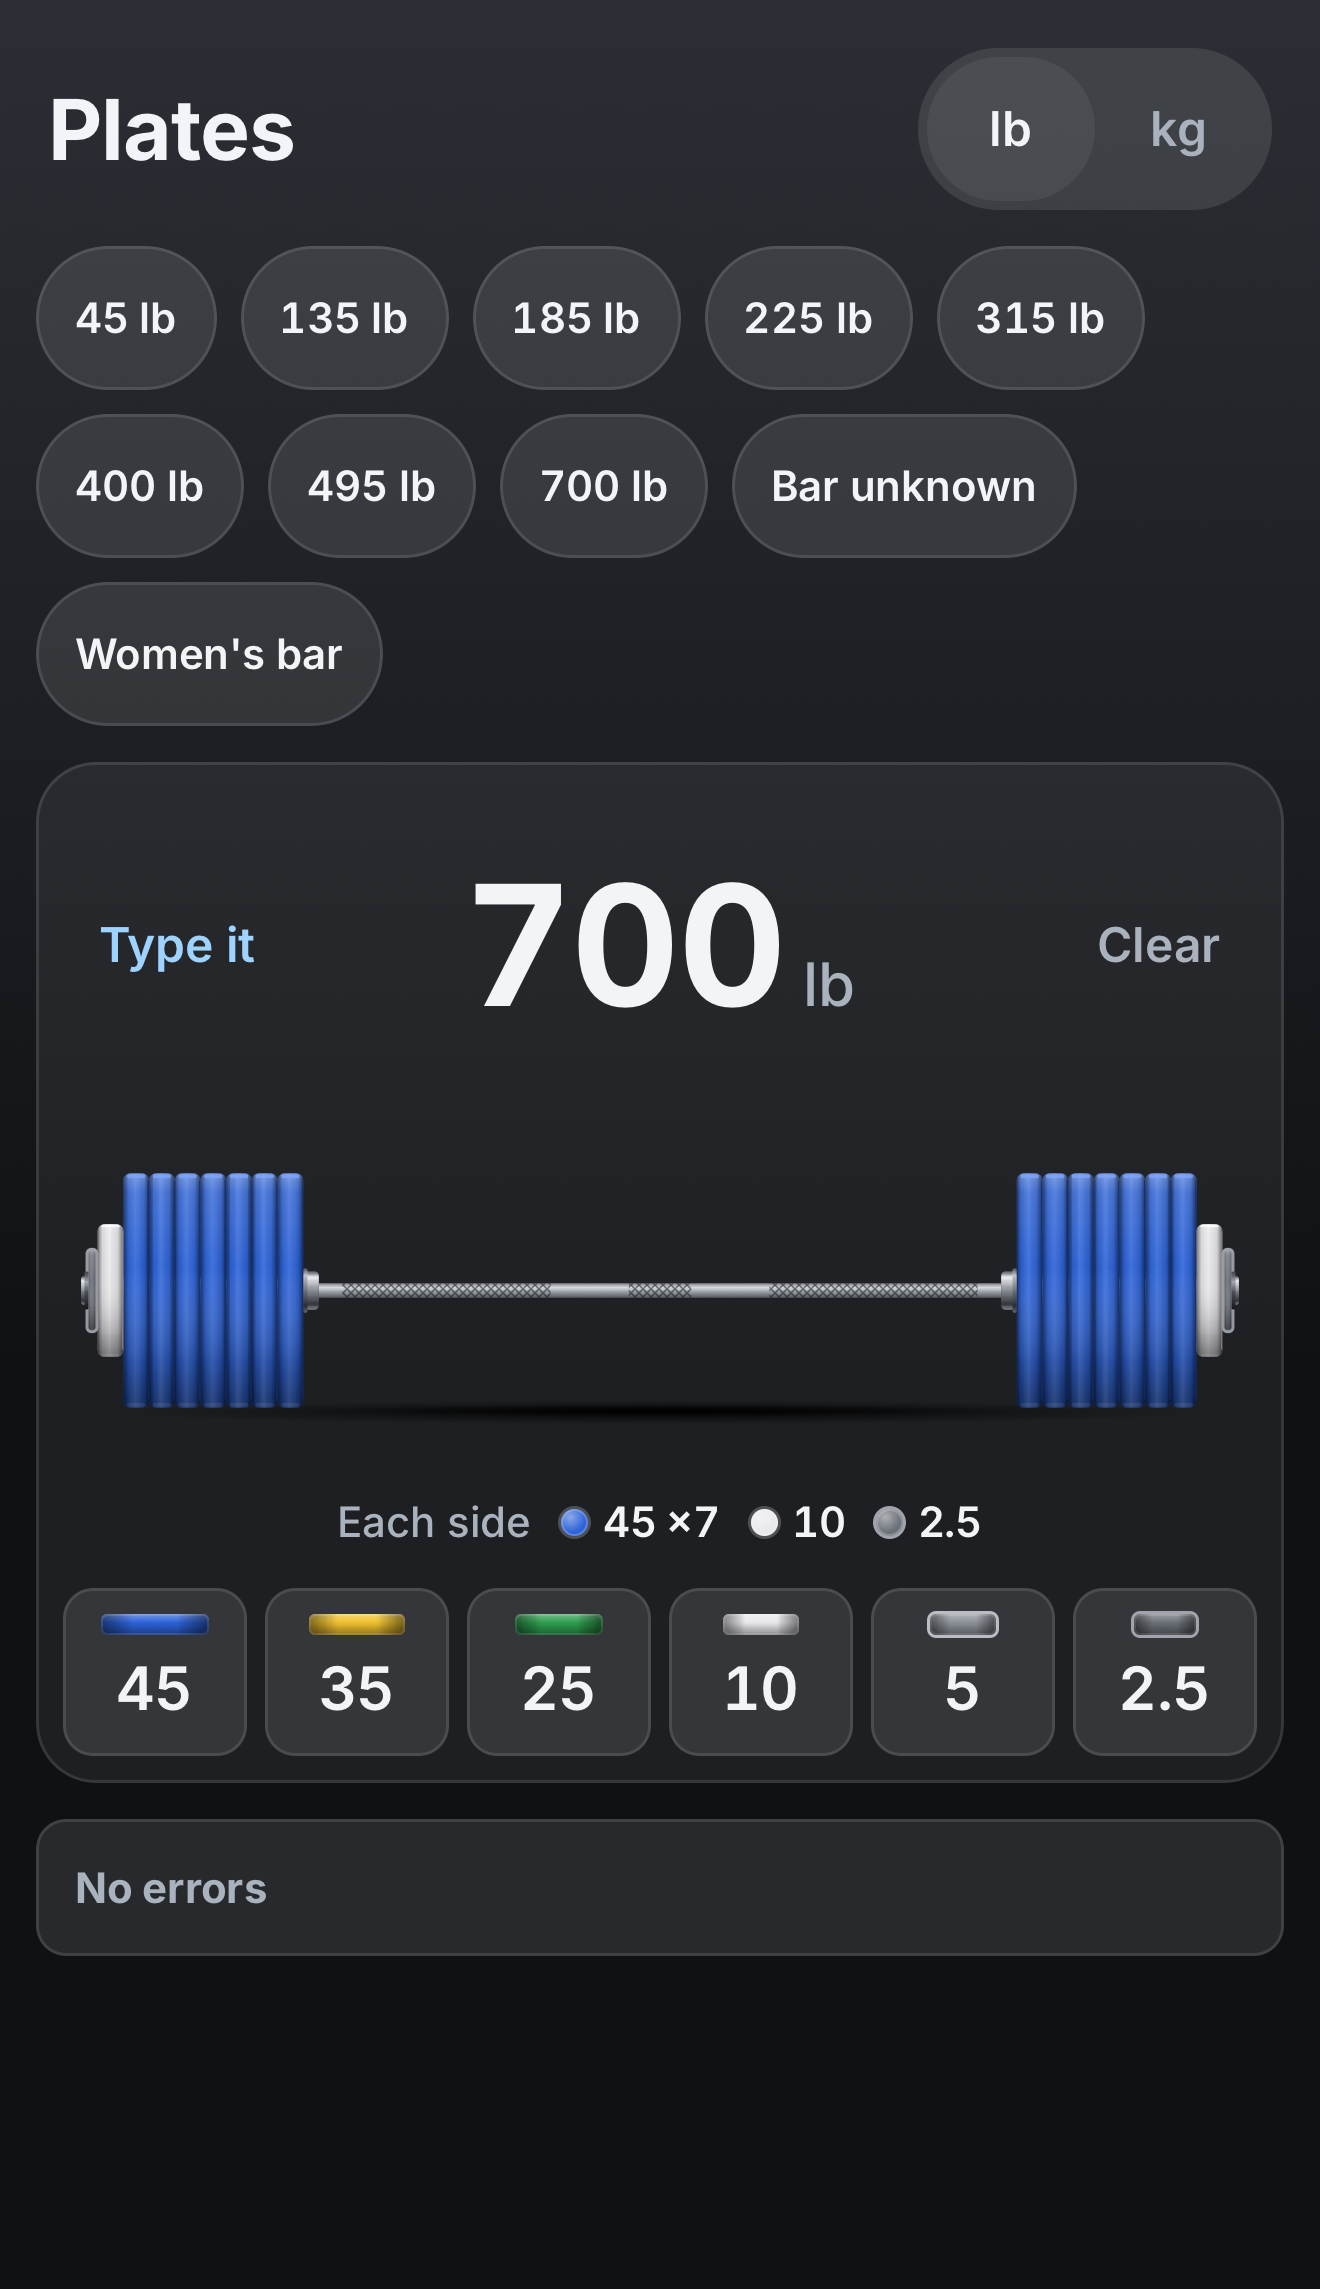 Plates
lb kg
45 lb 135 lb 185 lb 225 lb 315 lb
400 lb 495 lb 700 lb Bar unknown
Women's bar
Type it 700 lb Clear
Each side 45 ×7 10 2.5
45 35 25 10 5 2.5
No errors